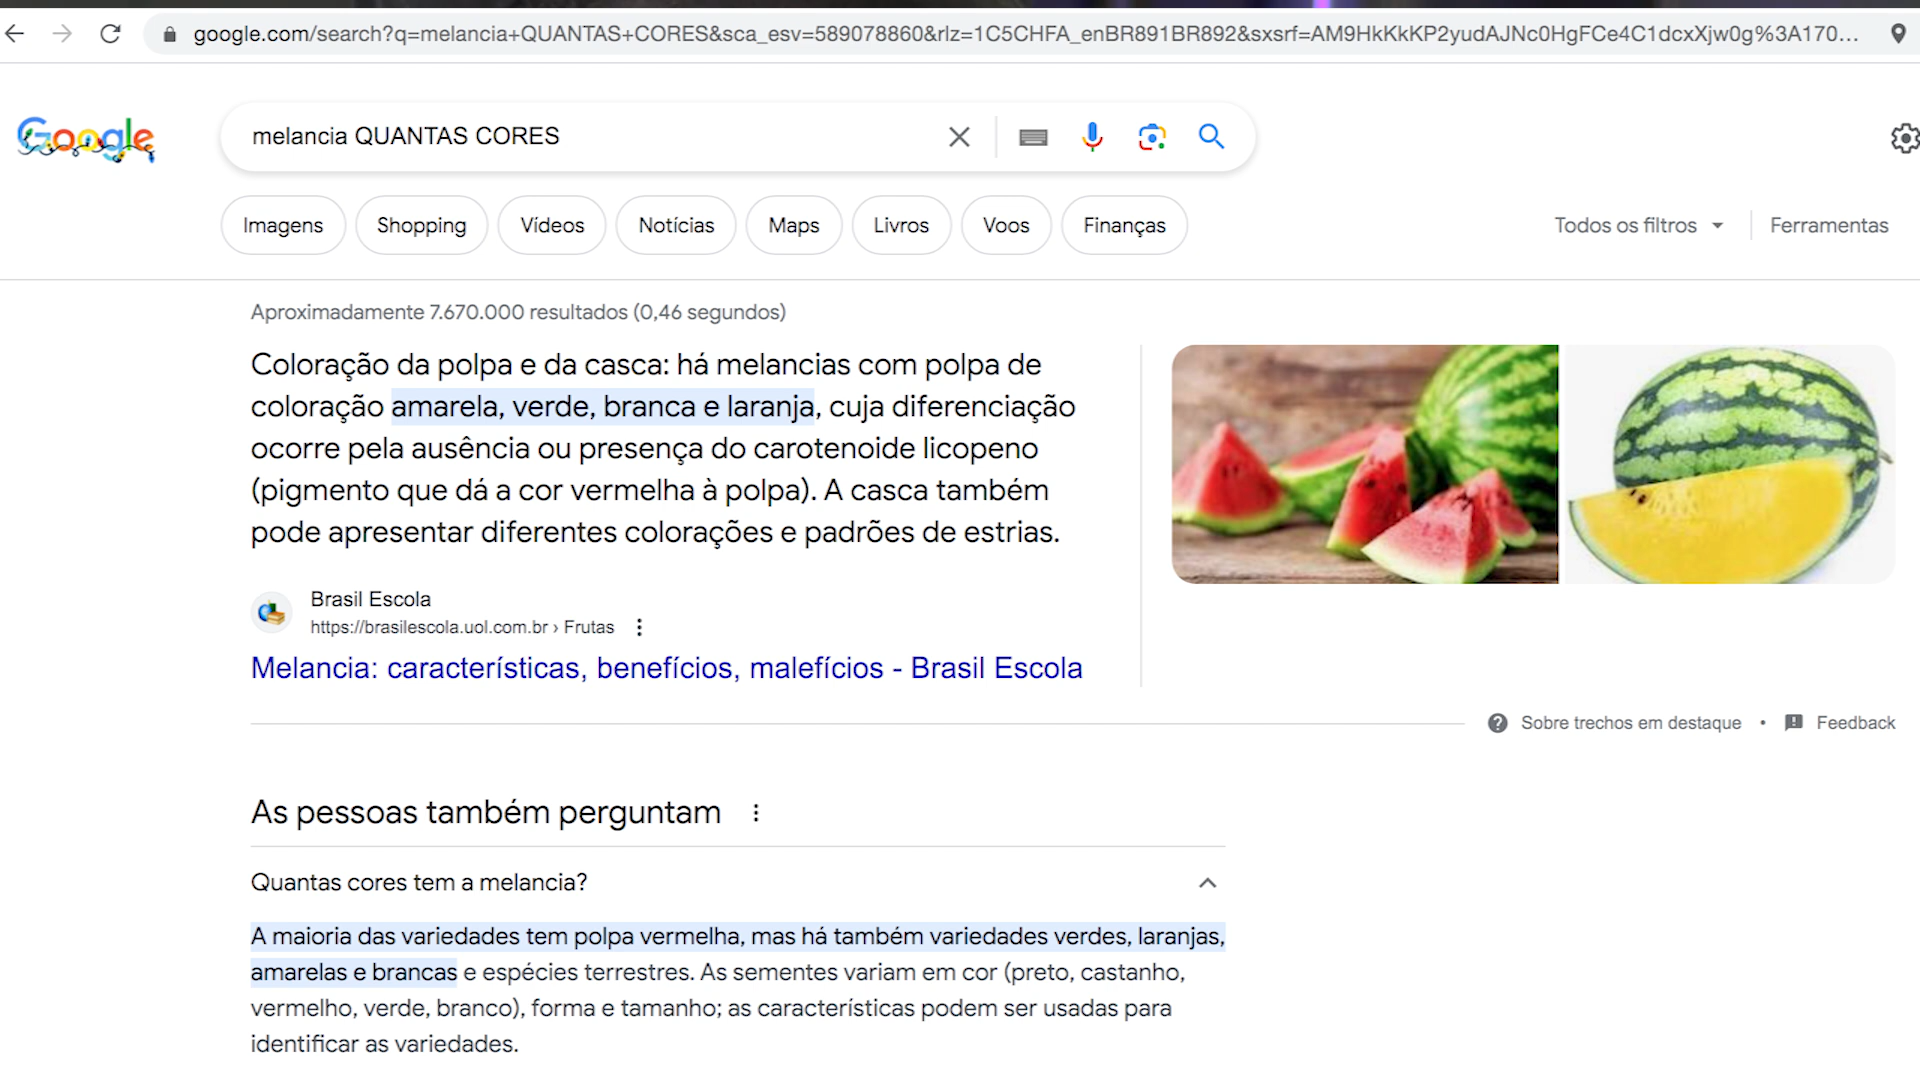 google.com/search?q=melancia+QUANTAS+CORES&sca_esv=589078860&rlz=1C5CHFA_enBR891BR892&sxsrf=AM9HkKkKP2yudAJNc0HgFCe4C1dcxXjw0g%3A170...
Google
melancia QUANTAS CORES
Imagens
Shopping
Vídeos
Notícias
Maps
Livros
Voos
Finanças
Todos os filtros
Ferramentas
Aproximadamente 7.670.000 resultados (0,46 segundos)
Coloração da polpa e da casca: há melancias com polpa de
coloração amarela, verde, branca e laranja, cuja diferenciação
ocorre pela ausência ou presença do carotenoide licopeno
(pigmento que dá a cor vermelha à polpa). A casca também
pode apresentar diferentes colorações e padrões de estrias.
Brasil Escola
https://brasilescola.uol.com.br › Frutas
Melancia: características, benefícios, malefícios - Brasil Escola
Sobre trechos em destaque • Feedback
As pessoas também perguntam
Quantas cores tem a melancia?
A maioria das variedades tem polpa vermelha, mas há também variedades verdes, laranjas,
amarelas e brancas e espécies terrestres. As sementes variam em cor (preto, castanho,
vermelho, verde, branco), forma e tamanho; as características podem ser usadas para
identificar as variedades.